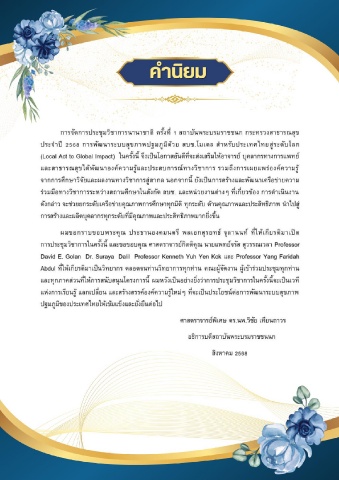 คำนิยม
การจัดการประชุมวิชาการนานาชาติ ครั้งที่ 1 สถาบันพระบรมราชชนก กระทรวงสาธารณสุข
ประจำปี 2568 การพัฒนาระบบสุขภาพปฐมภูมิด้วย สบช.โมเดล สำหรับประเทศไทยสู่ระดับโลก
(Local Act to Global Impact) ในครั้งนี้ จึงเป็นโอกาสอันดีที่จะส่งเสริมให้อาจารย์ บุคลากรทางการแพทย์
และสาธารณสุขได้พัฒนาองค์ความรู้และประสบการณ์ทางวิชาการ รวมถึงการเผยแพร่องค์ความรู้
จากการศึกษาวิจัยและผลงานทางวิชาการสู่สากล นอกจากนี้ ยังเป็นการสร้างและพัฒนาเครือข่ายความ
ร่วมมือทางวิชาการระหว่างสถานศึกษาในสังกัด สบช. และหน่วยงานต่างๆ ที่เกี่ยวข้อง การดำเนินงาน
ดังกล่าว จะช่วยยกระดับเครือข่ายคุณภาพการศึกษาทุกมิติ ทุกระดับ ด้านคุณภาพและประสิทธิภาพ นำไปสู่
การสร้างและผลิตบุคลากรทุกระดับที่มีคุณภาพและประสิทธิภาพมากยิ่งขึ้น
ผมขอกราบขอบพระคุณ ประธานองคมนตรี พลเอกสุรยุทธ์ จุลานนท์ ที่ให้เกียรติมาเปิด
การประชุมวิชาการในครั้งนี้ และขอขอบคุณ ศาสตราจารย์กิตติคุณ นายแพทย์จรัส สุวรรณเวลา Professor
David E. Golan Dr. Suraya Dalil Professor Kenneth Yuh Yen Kok และ Professor Yang Faridah
Abdul ที่ให้เกียรติมาเป็นวิทยากร ตลอดจนท่านวิทยากรทุกท่าน คณะผู้จัดงาน ผู้เข้าร่วมประชุมทุกท่าน
และทุกภาคส่วนที่ให้การสนับสนุนโครงการนี้ ผมหวังเป็นอย่างยิ่งว่าการประชุมวิชาการในครั้งนี้จะเป็นเวที
แห่งการเรียนรู้ แลกเปลี่ยน และสร้างสรรค์องค์ความรู้ใหม่ๆ ที่จะเป็นประโยชน์ต่อการพัฒนาระบบสุขภาพ
ปฐมภูมิของประเทศไทยให้เข้มแข็งและยั่งยืนต่อไป
ศาสตราจารย์พิเศษ ดร.นพ.วิชัย เทียนถาวร
อธิการบดีสถาบันพระบรมราชชนก
สิงหาคม 2568